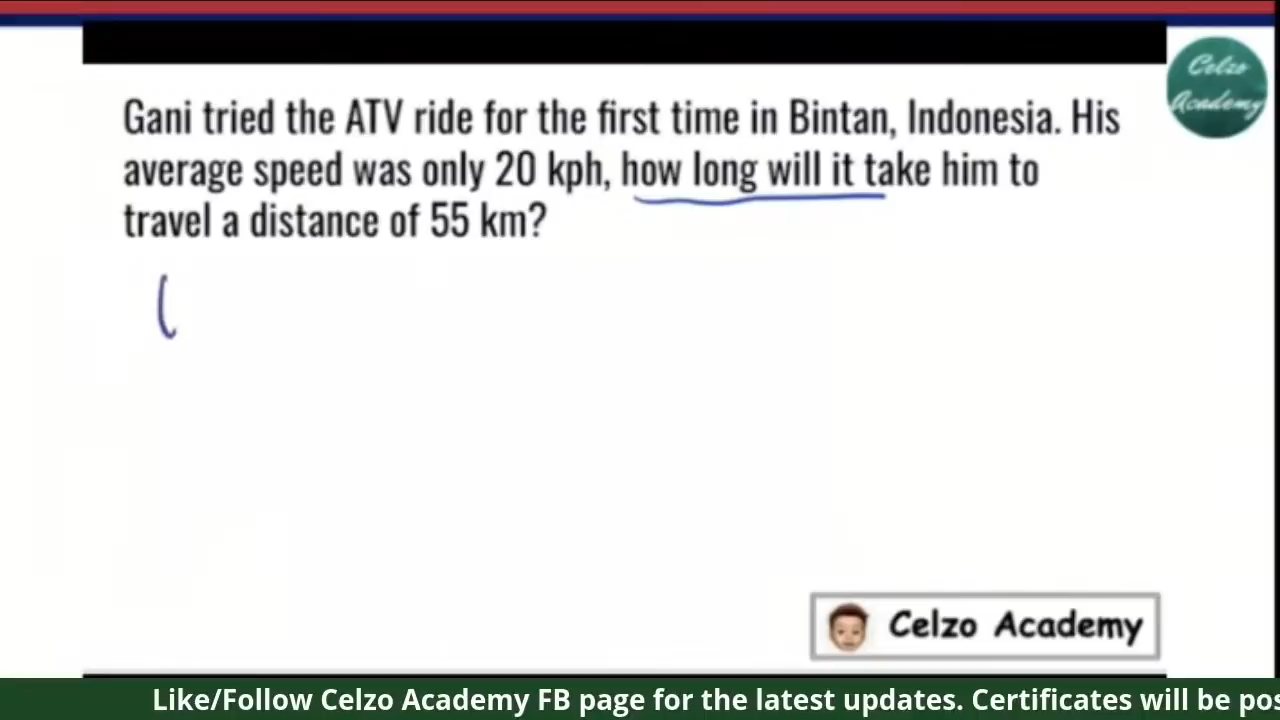 Celzo
Academy
Gani tried the ATV ride for the first time in Bintan, Indonesia. His
average speed was only 20 kph, how long will it take him to
travel a distance of 55 km?
Celzo Academy
Like/Follow Celzo Academy FB page for the latest updates. Certificates will be pos